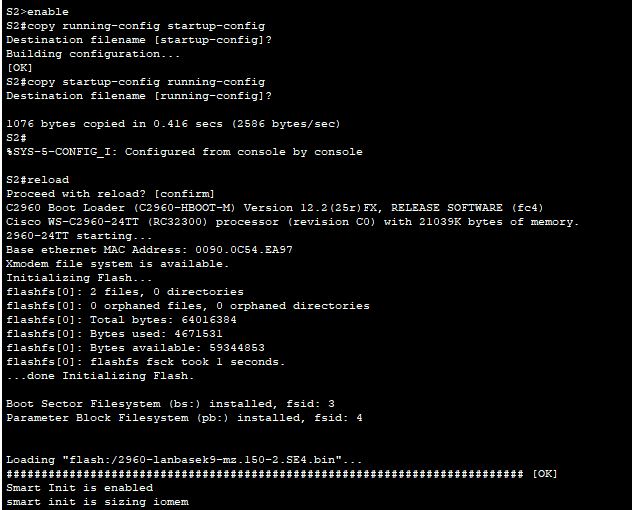 S2>enable
S2#copy running-config startup-config
Destination filename [startup-config]?
Building configuration...
[OK]
S2#copy startup-config running-config
Destination filename [running-config]?
1076 bytes copied in 0.416 secs (2586 bytes/sec)
S2#
%SYS-5-CONFIG_I: Configured from console by console
S2#reload
Proceed with reload? [confirm]
C2960 Boot Loader (C2960-HBOOT-M) Version 12.2(25r)FX, RELEASE SOFTWARE (fc4)
Cisco WS-C2960-24TT (RC32300) processor (revision C0) with 21039K bytes of memory.
2960-24TT starting...
Base ethernet MAC Address: 0090.0C54.EA97
Xmodem file system is available.
Initializing Flash...
flashfs[0]: 2 files, 0 directories
flashfs[0]: 0 orphaned files, 0 orphaned directories
flashfs[0]: Total bytes: 64016384
flashfs[0]: Bytes used: 4671531
flashfs[0]: Bytes available: 59344853
flashfs[0]: flashfs fsck took 1 seconds.
...done Initializing Flash.
Boot Sector Filesystem (bs:) installed, fsid: 3
Parameter Block Filesystem (pb:) installed, fsid: 4
Loading "flash:/2960-lanbasek9-mz.150-2.SE4.bin"...
########################################################################## [OK]
Smart Init is enabled
smart init is sizing iomem